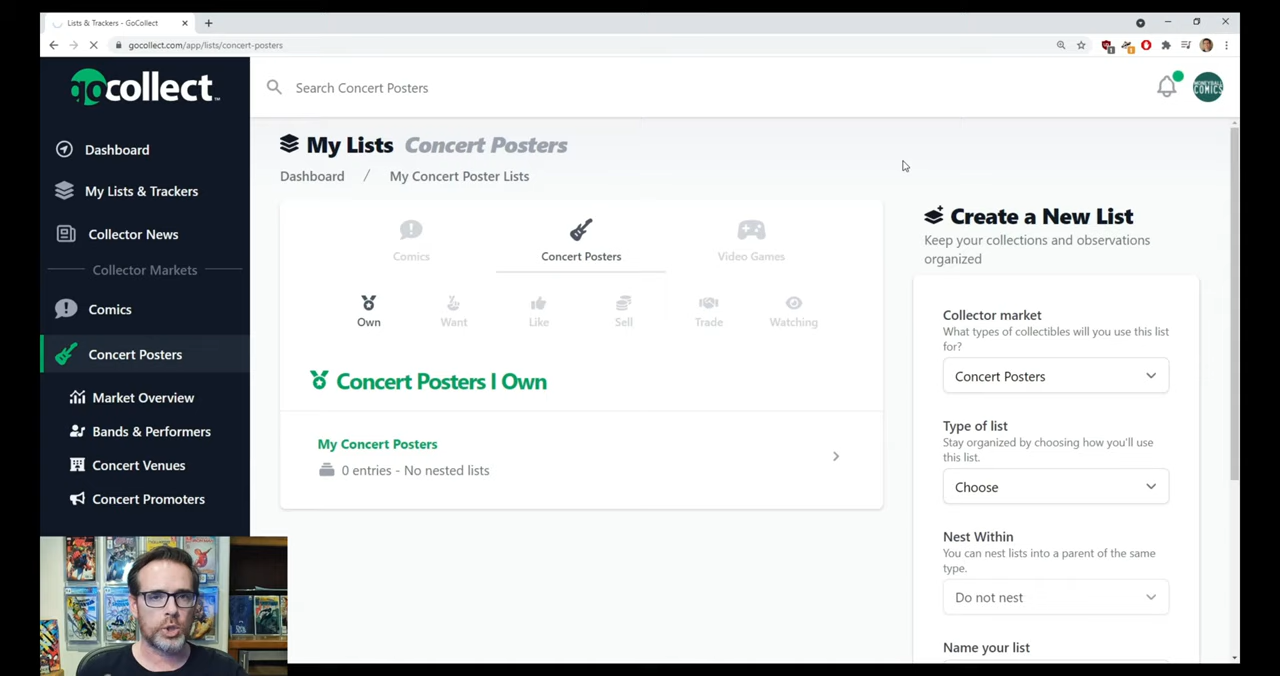 Lists & Trackers - GoCollect
gocollect.com/app/lists/concert-posters
gocollect™
Search Concert Posters
MONEYBALL
COMICS
Dashboard
My Lists & Trackers
Collector News
Collector Markets
Comics
Concert Posters
Market Overview
Bands & Performers
Concert Venues
Concert Promoters
My Lists Concert Posters
Dashboard / My Concert Poster Lists
Comics
Concert Posters
Video Games
Own
Want
Like
Sell
Trade
Watching
Concert Posters I Own
My Concert Posters
0 entries - No nested lists
Create a New List
Keep your collections and observations
organized
Collector market
What types of collectibles will you use this list
for?
Concert Posters
Type of list
Stay organized by choosing how you'll use
this list.
Choose
Nest Within
You can nest lists into a parent of the same
type.
Do not nest
Name your list